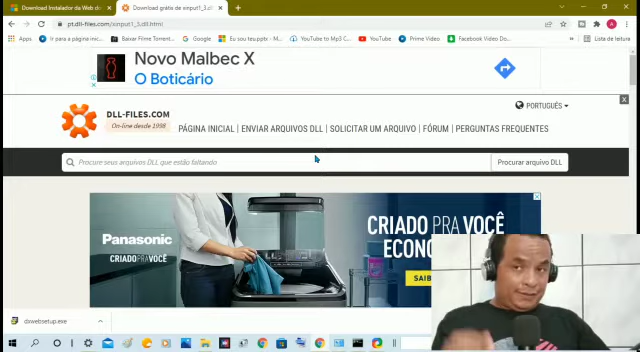 Download Instalador da Web do
Download grátis de xinput1_3.dll
pt.dll-files.com/xinput1_3.dll.html
Apps
Ir para a página inic...
Baixar Filme Torrent...
Google
Eu sou teu.pptx - M...
YouTube to Mp3 C...
YouTube
Prime Video
Facebook Video Do...
Lista de leitura
Novo Malbec X
O Boticário
DLL-FILES.COM
On-line desde 1998
PORTUGUÊS
X
PÁGINA INICIAL | ENVIAR ARQUIVOS DLL | SOLICITAR UM ARQUIVO | FÓRUM | PERGUNTAS FREQUENTES
Procure seus arquivos DLL que estão faltando
Procurar arquivo DLL
Panasonic
CRIADO PRA VOCÊ
CRIADO PRA VOCÊ
SAIB
dxwebsetup.exe